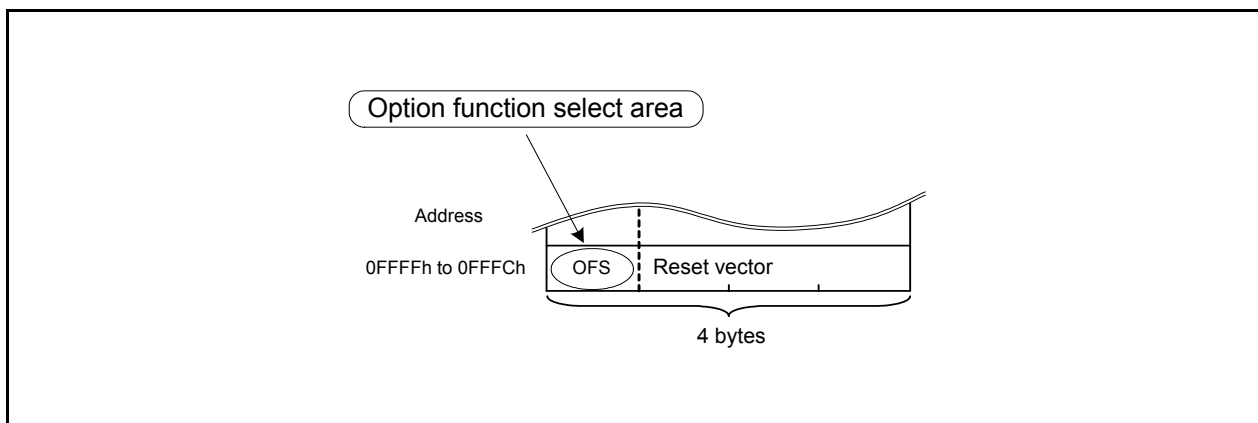 Option function select area
Address
0FFFFh to 0FFFCh
OFS
Reset vector
4 bytes